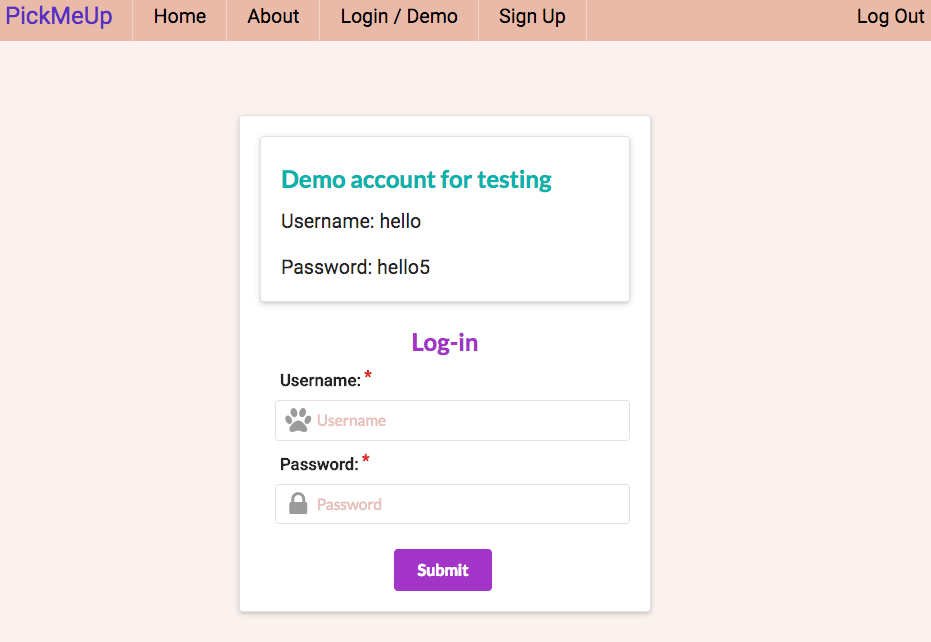 PickMeUp Home About Login / Demo Sign Up Log Out
Demo account for testing
Username: hello
Password: hello5
Log-in
Username: *
Username
Password: *
Password
Submit